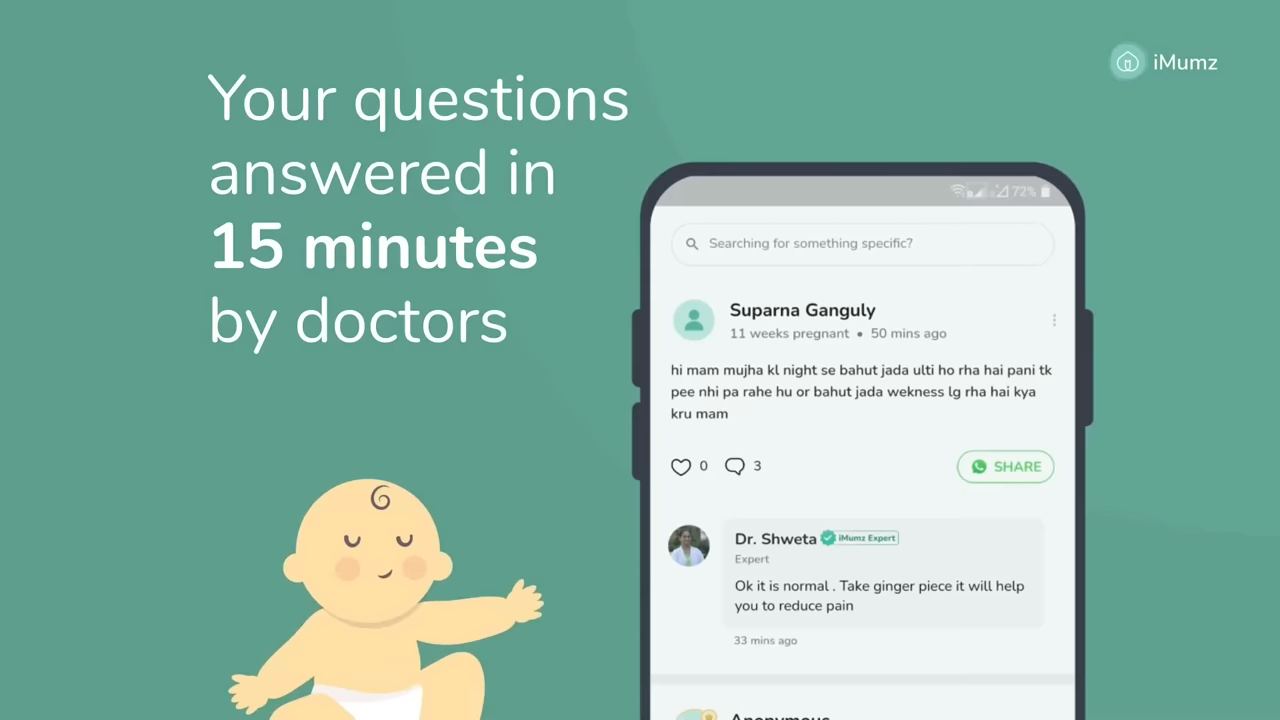 iMumz
Your questions
answered in
15 minutes
by doctors
72%
Searching for something specific?
Suparna Ganguly
11 weeks pregnant • 50 mins ago
hi mam mujha kl night se bahut jada ulti ho rha hai pani tk
pee nhi pa rahe hu or bahut jada wekness lg rha hai kya
kru mam
0 3 SHARE
Dr. Shweta iMumz Expert
Expert
Ok it is normal . Take ginger piece it will help
you to reduce pain
33 mins ago
Anonymous